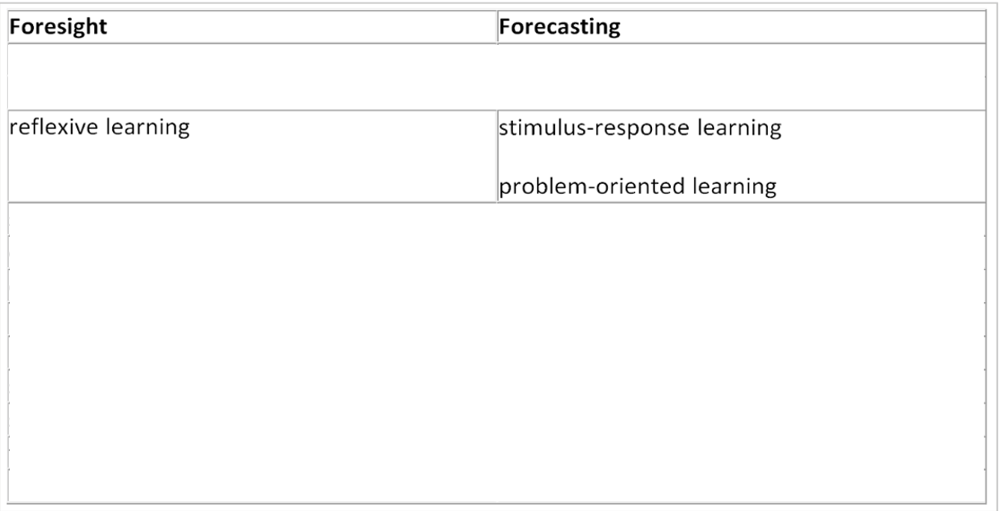 Foresight
Forecasting
reflexive learning
stimulus-response learning
problem-oriented learning